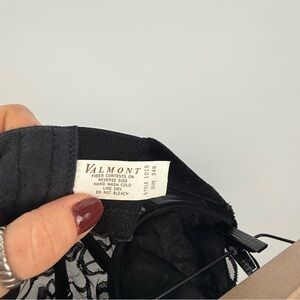 VALMONT
FIBER CONTENTS ON
REVERSE SIDE
HAND WASH COLD
LINE DRY
DO NOT BLEACH
STYLE 1015
SIZE 34B